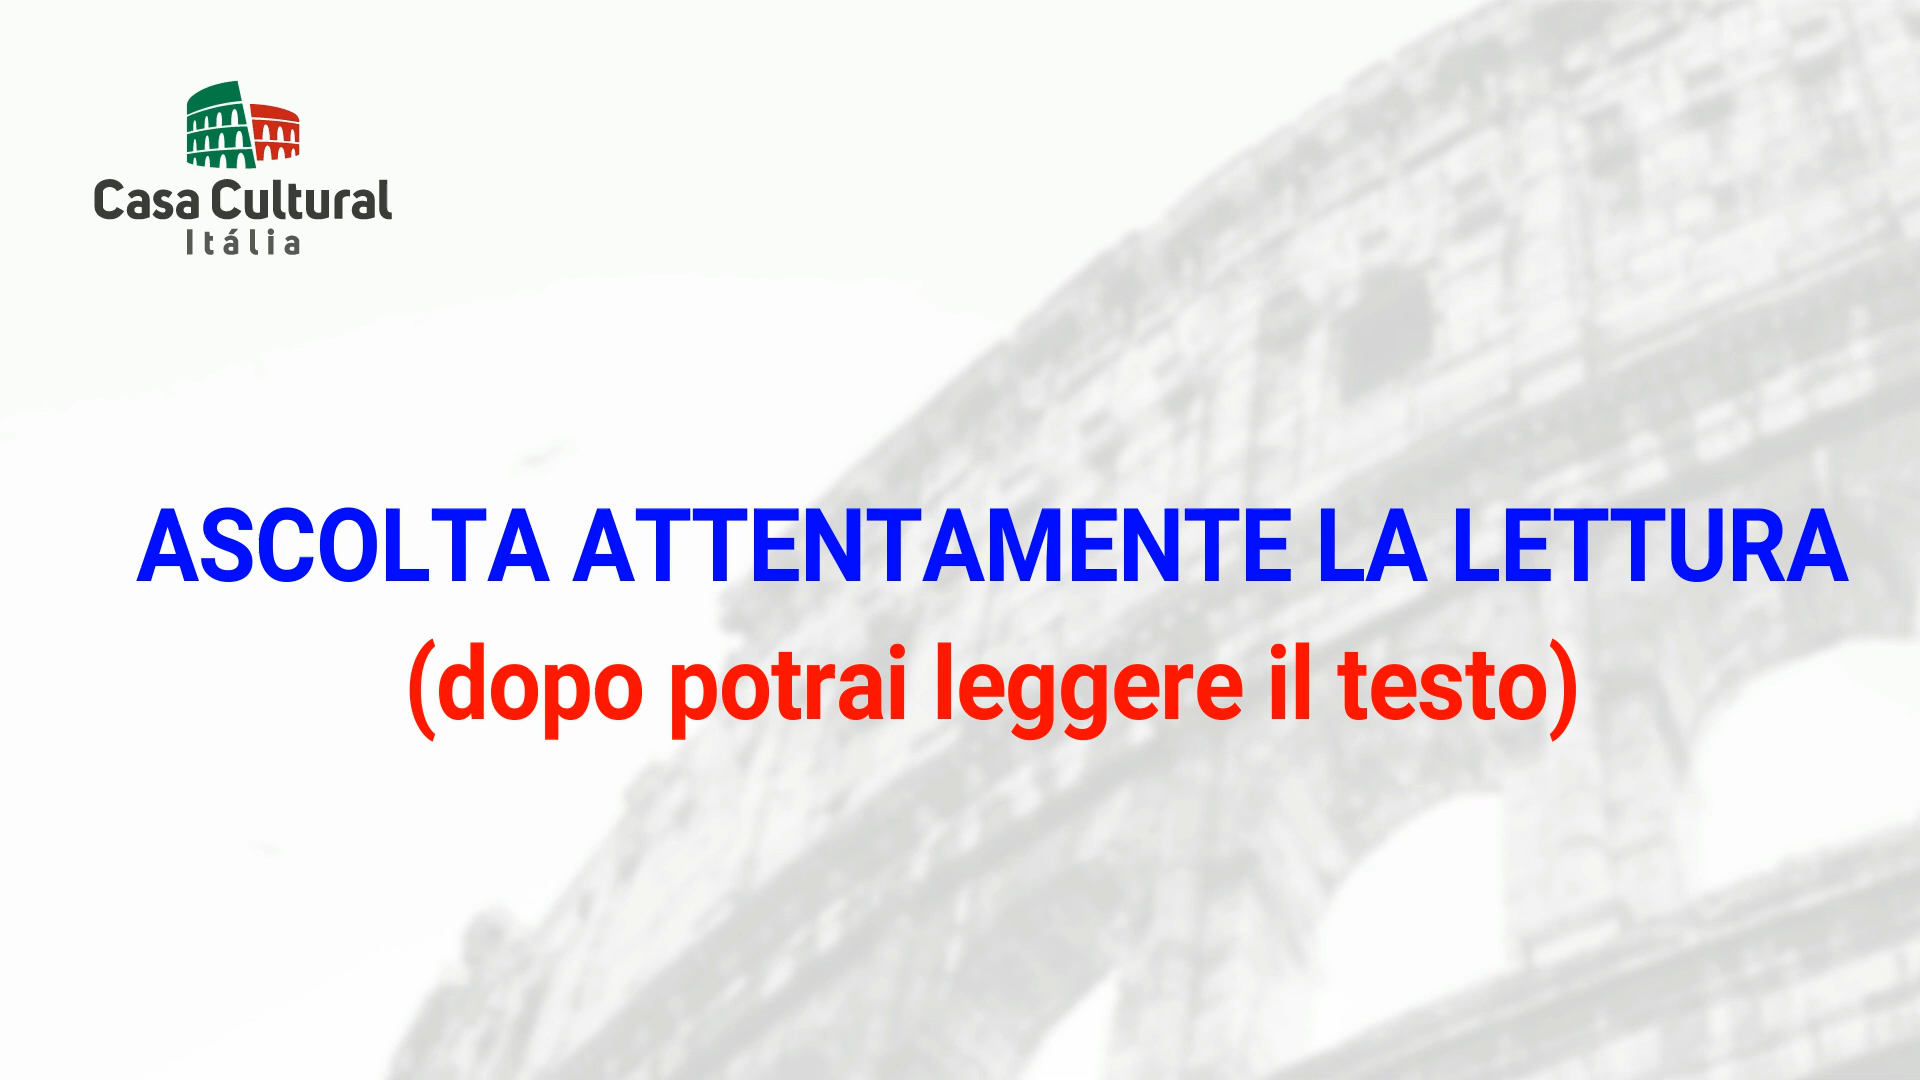 Casa Cultural
Itália
ASCOLTA ATTENTAMENTE LA LETTURA
(dopo potrai leggere il testo)